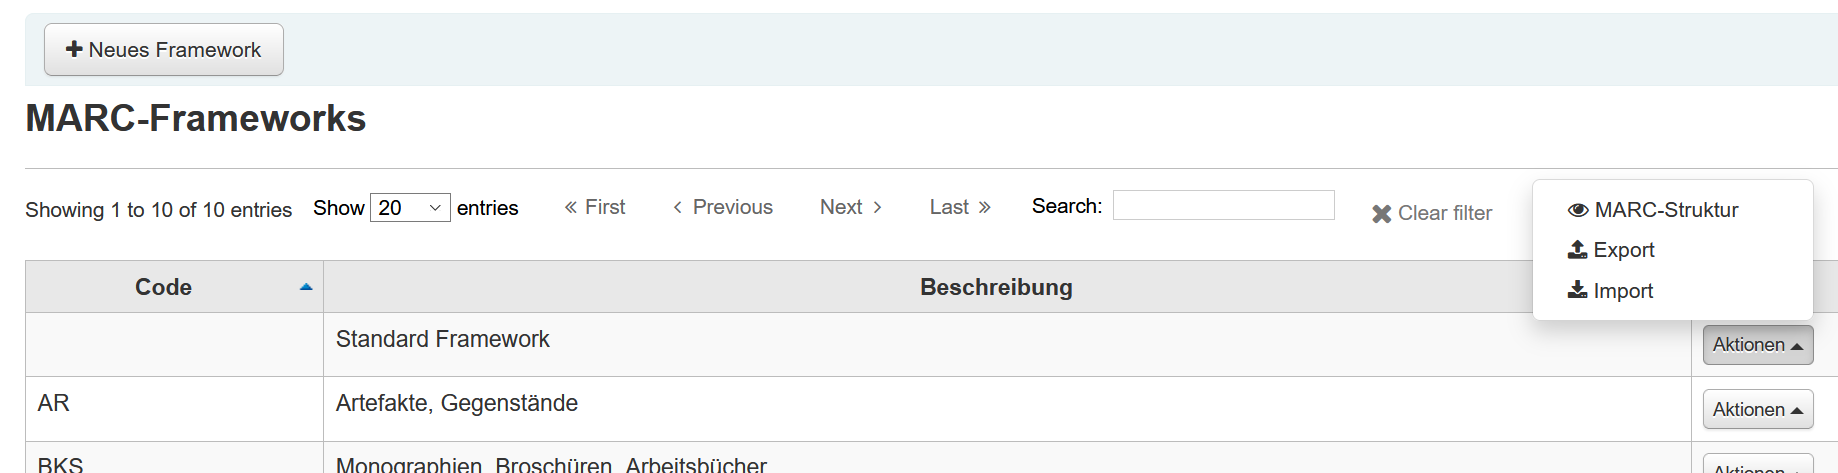 Neues Framework
MARC-Frameworks
Showing 1 to 10 of 10 entries Show 20 entries First Previous Next Last Search: Clear filter
MARC-Struktur
Export
Import
Code Beschreibung
Standard Framework Aktionen
AR Artefakte, Gegenstände Aktionen
BKS Monographien, Broschüren, Arbeitsbücher Aktionen